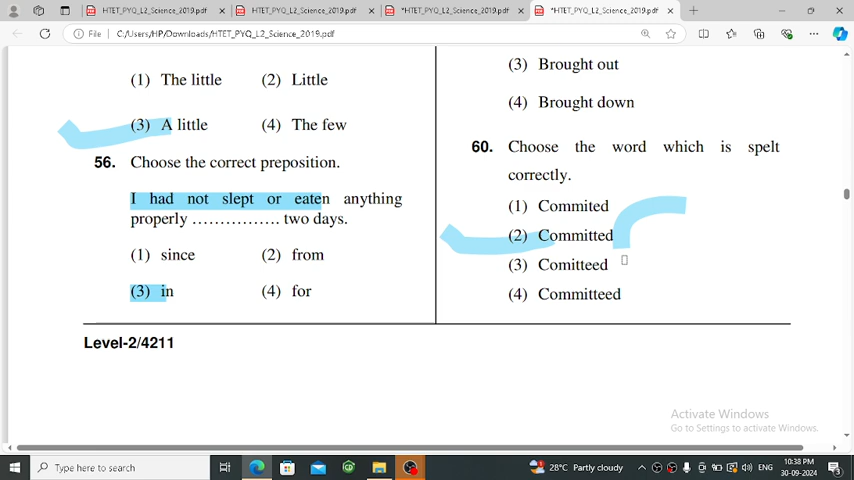 HTET_PYQ_L2_Science_2019.pdf
HTET_PYQ_L2_Science_2019.pdf
*HTET_PYQ_L2_Science_2019.pdf
*HTET_PYQ_L2_Science_2019.pdf
File C:/Users/HP/Downloads/HTET_PYQ_L2_Science_2019.pdf
(1) The little (2) Little
(3) A little (4) The few
56. Choose the correct preposition.
I had not slept or eaten anything
properly ................ two days.
(1) since (2) from
(3) in (4) for
Level-2/4211
(3) Brought out
(4) Brought down
60. Choose the word which is spelt
correctly.
(1) Commited
(2) Committed
(3) Comitteed
(4) Committeed
Activate Windows
Go to Settings to activate Windows.
Type here to search
28°C Partly cloudy
ENG
10:38 PM
30-09-2024
3